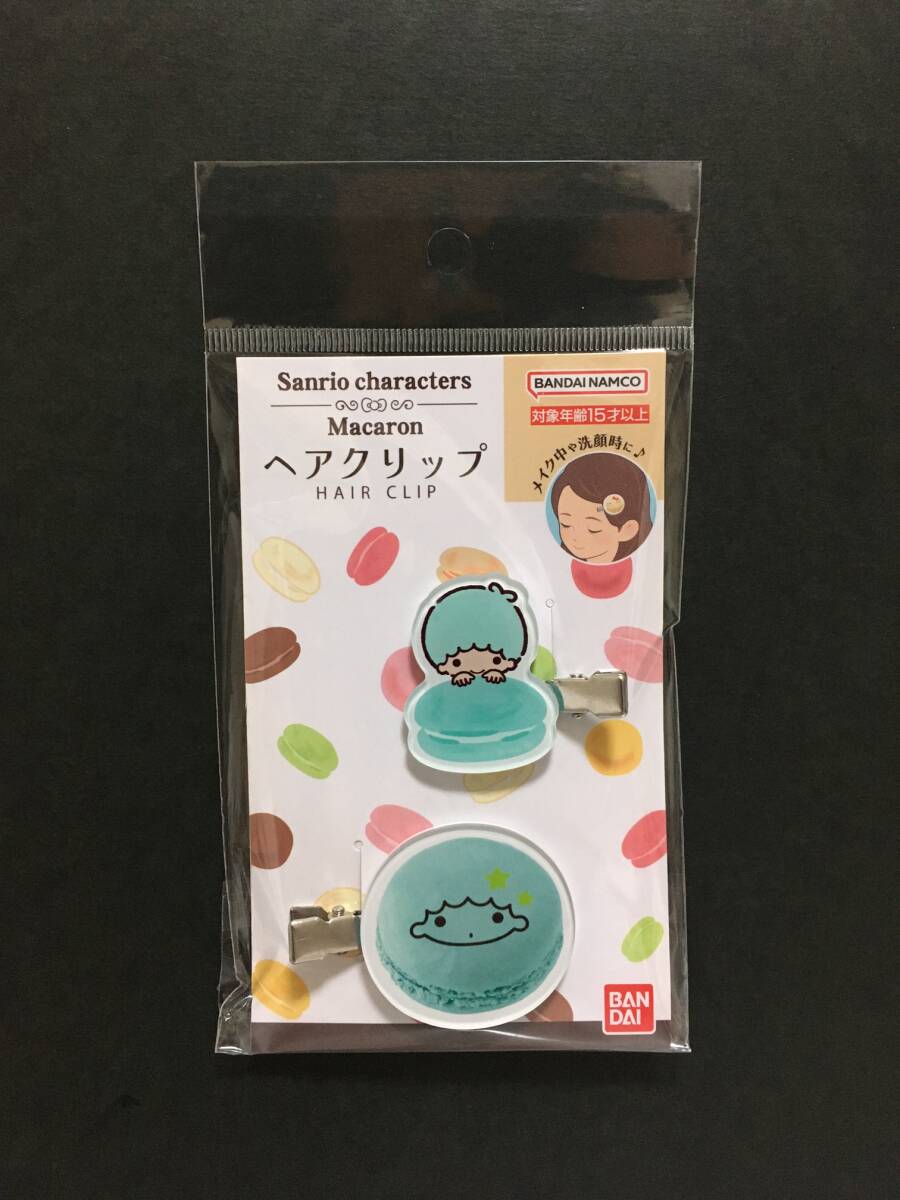 Sanrio characters
Macaron
ヘアクリップ
HAIR CLIP
BANDAI NAMCO
対象年齢15才以上
メイク中や洗顔時に♪
BAN
DAI